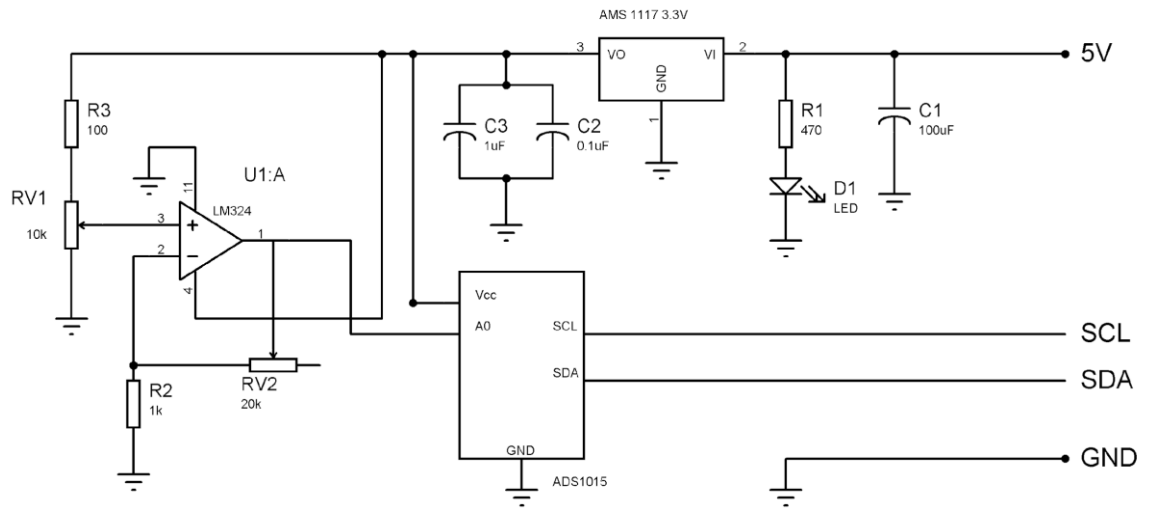 AMS 1117 3.3V
3
VO
VI
2
5V
GND
1
R3
100
C3
1uF
C2
0.1uF
R1
470
C1
100uF
U1:A
11
LM324
RV1
10k
3
2
1
4
D1
LED
Vcc
A0
SCL
SCL
SDA
SDA
RV2
20k
R2
1k
GND
GND
ADS1015